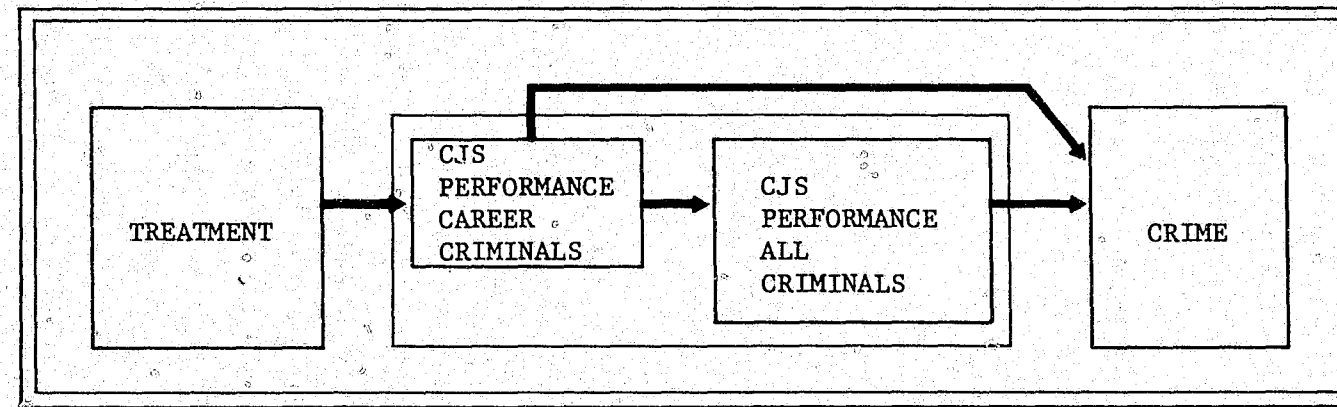 TREATMENT
CJS
PERFORMANCE
CAREER
CRIMINALS
CJS
PERFORMANCE
ALL
CRIMINALS
CRIME